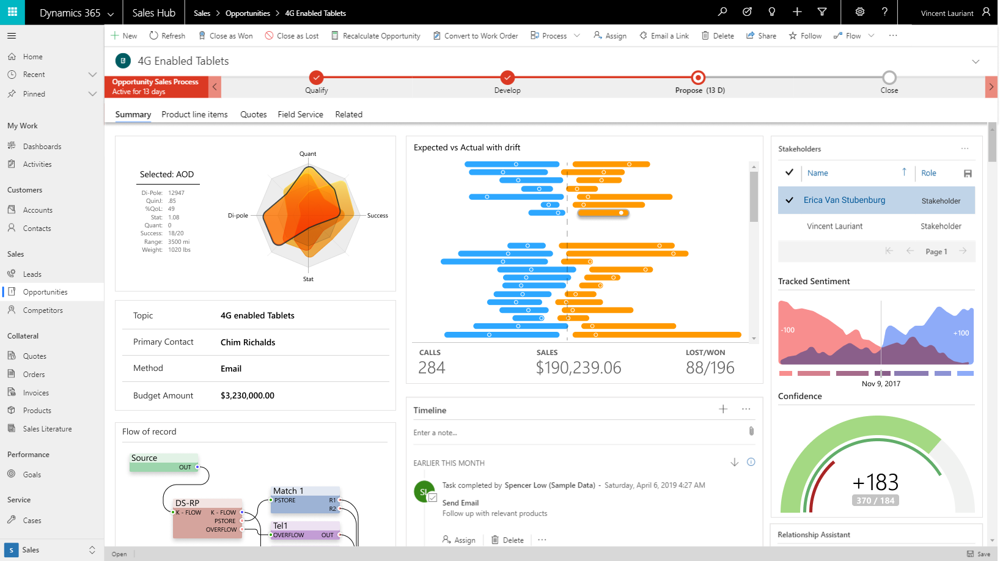 Dynamics 365
Sales Hub
Sales > Opportunities > 4G Enabled Tablets
Vincent Lauriant
New
Refresh
Close as Won
Close as Lost
Recalculate Opportunity
Convert to Work Order
Process
Assign
Email a Link
Delete
Share
Follow
Flow
Home
Recent
Pinned
My Work
Dashboards
Activities
Customers
Accounts
Contacts
Sales
Leads
Opportunities
Competitors
Collateral
Quotes
Orders
Invoices
Products
Sales Literature
Performance
Goals
Service
Cases
S Sales
4G Enabled Tablets
Opportunity Sales Process
Active for 13 days
Qualify
Develop
Propose (13 D)
Close
Summary
Product line items
Quotes
Field Service
Related
Selected: AOD
Di-Pole: 12947
QuinJ: .85
%QoL: 49
Stat: 1.08
Quant: 0
Success: 18/20
Range: 3500 mi
Weight: 1020 lbs
Quant
Di-pole
Success
Stat
Topic 4G enabled Tablets
Primary Contact Chim Richalds
Method Email
Budget Amount $3,230,000.00
Flow of record
Source
OUT
DS-RP
K - FLOW K - FLOW
PSTORE
OVERFLOW
Match 1
PSTORE R1
R2
Tel1
OVERFLOW OUT
Expected vs Actual with drift
CALLS
284
SALES
$190,239.06
LOST/WON
88/196
Timeline
Enter a note...
EARLIER THIS MONTH
SL
Task completed by Spencer Low (Sample Data) - Saturday, April 6, 2019 4:27 AM
Send Email
Follow up with relevant products
Assign
Delete
Stakeholders
Name Role
Erica Van Stubenburg Stakeholder
Vincent Lauriant Stakeholder
Page 1
Tracked Sentiment
-100
+100
Nov 9, 2017
Confidence
+183
370 / 184
Relationship Assistant
Open
Save